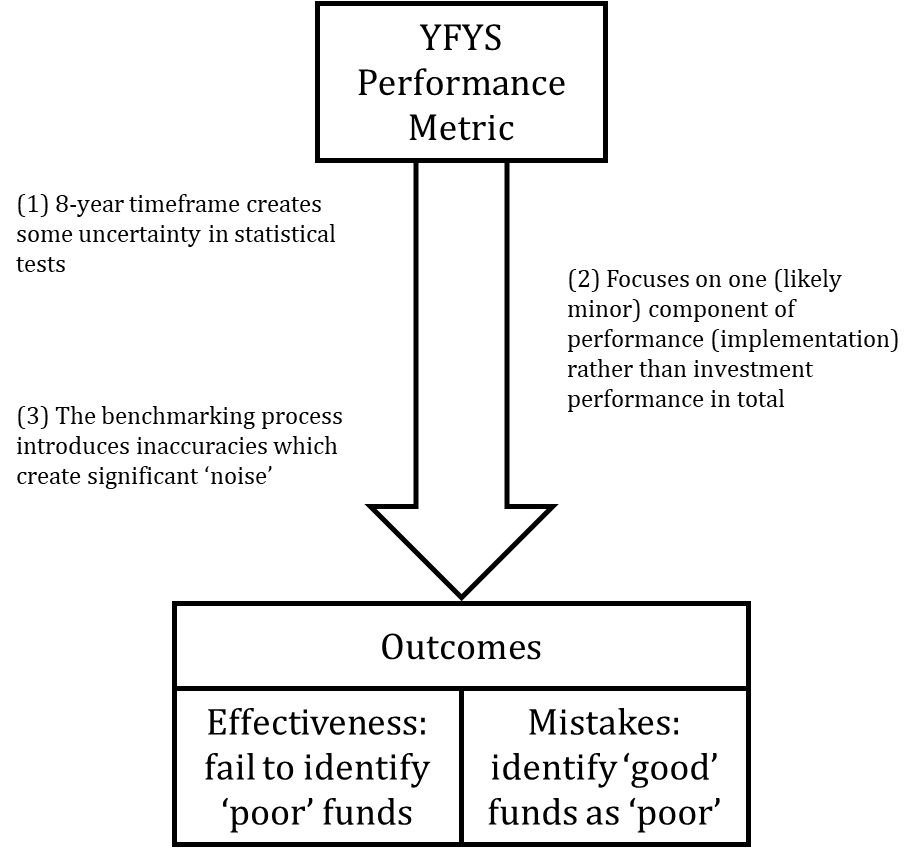 YFYS
Performance
Metric
(1) 8-year timeframe creates
some uncertainty in statistical
tests
(2) Focuses on one (likely
minor) component of
performance (implementation)
rather than investment
performance in total
(3) The benchmarking process
introduces inaccuracies which
create significant ‘noise’
Outcomes
Effectiveness:
fail to identify
‘poor’ funds
Mistakes:
identify ‘good’
funds as ‘poor’